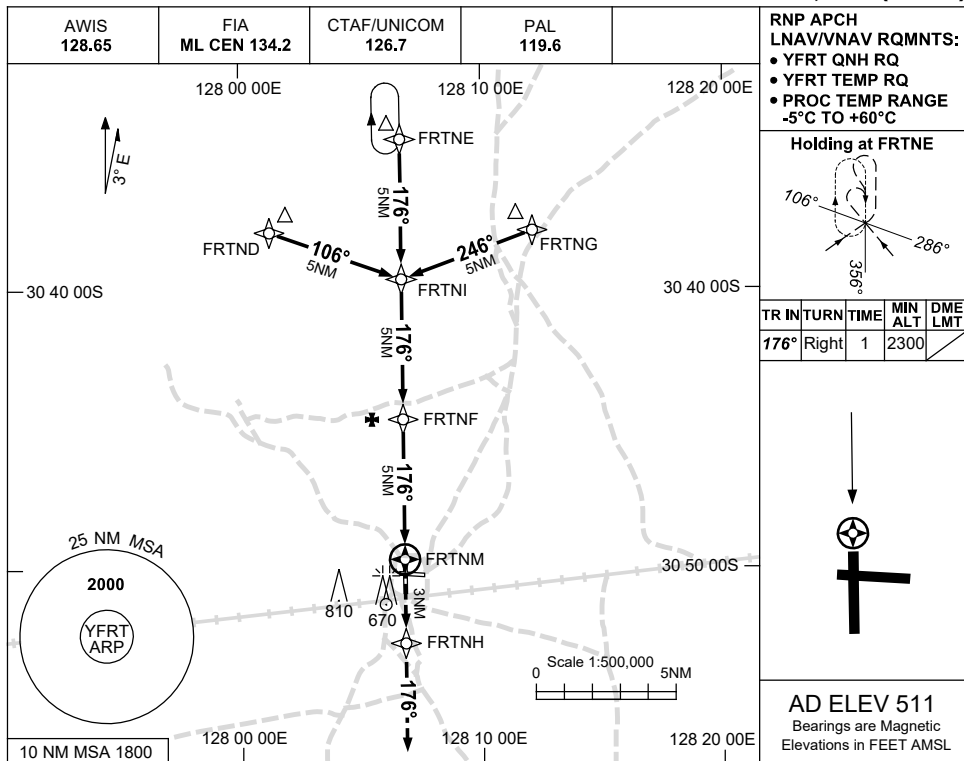 AWIS
128.65
FIA
ML CEN 134.2
CTAF/UNICOM
126.7
PAL
119.6
RNP APCH
LNAV/VNAV RQMNTS:
• YFRT QNH RQ
• YFRT TEMP RQ
• PROC TEMP RANGE
-5°C TO +60°C
128 00 00E
128 10 00E
128 20 00E
3° E
FRTNE
176°
5NM
FRTND
106°
5NM
246°
5NM
FRTNG
FRTNI
30 40 00S
30 40 00S
176°
5NM
FRTNF
176°
5NM
FRTNM
30 50 00S
3NM
810
670
FRTNH
176°
25 NM MSA
2000
YFRT
ARP
Scale 1:500,000
0
5NM
10 NM MSA 1800
128 00 00E
128 10 00E
128 20 00E
Holding at FRTNE
106°
286°
356°
TR IN TURN TIME MIN ALT DME LMT
176° Right 1 2300
AD ELEV 511
Bearings are Magnetic
Elevations in FEET AMSL